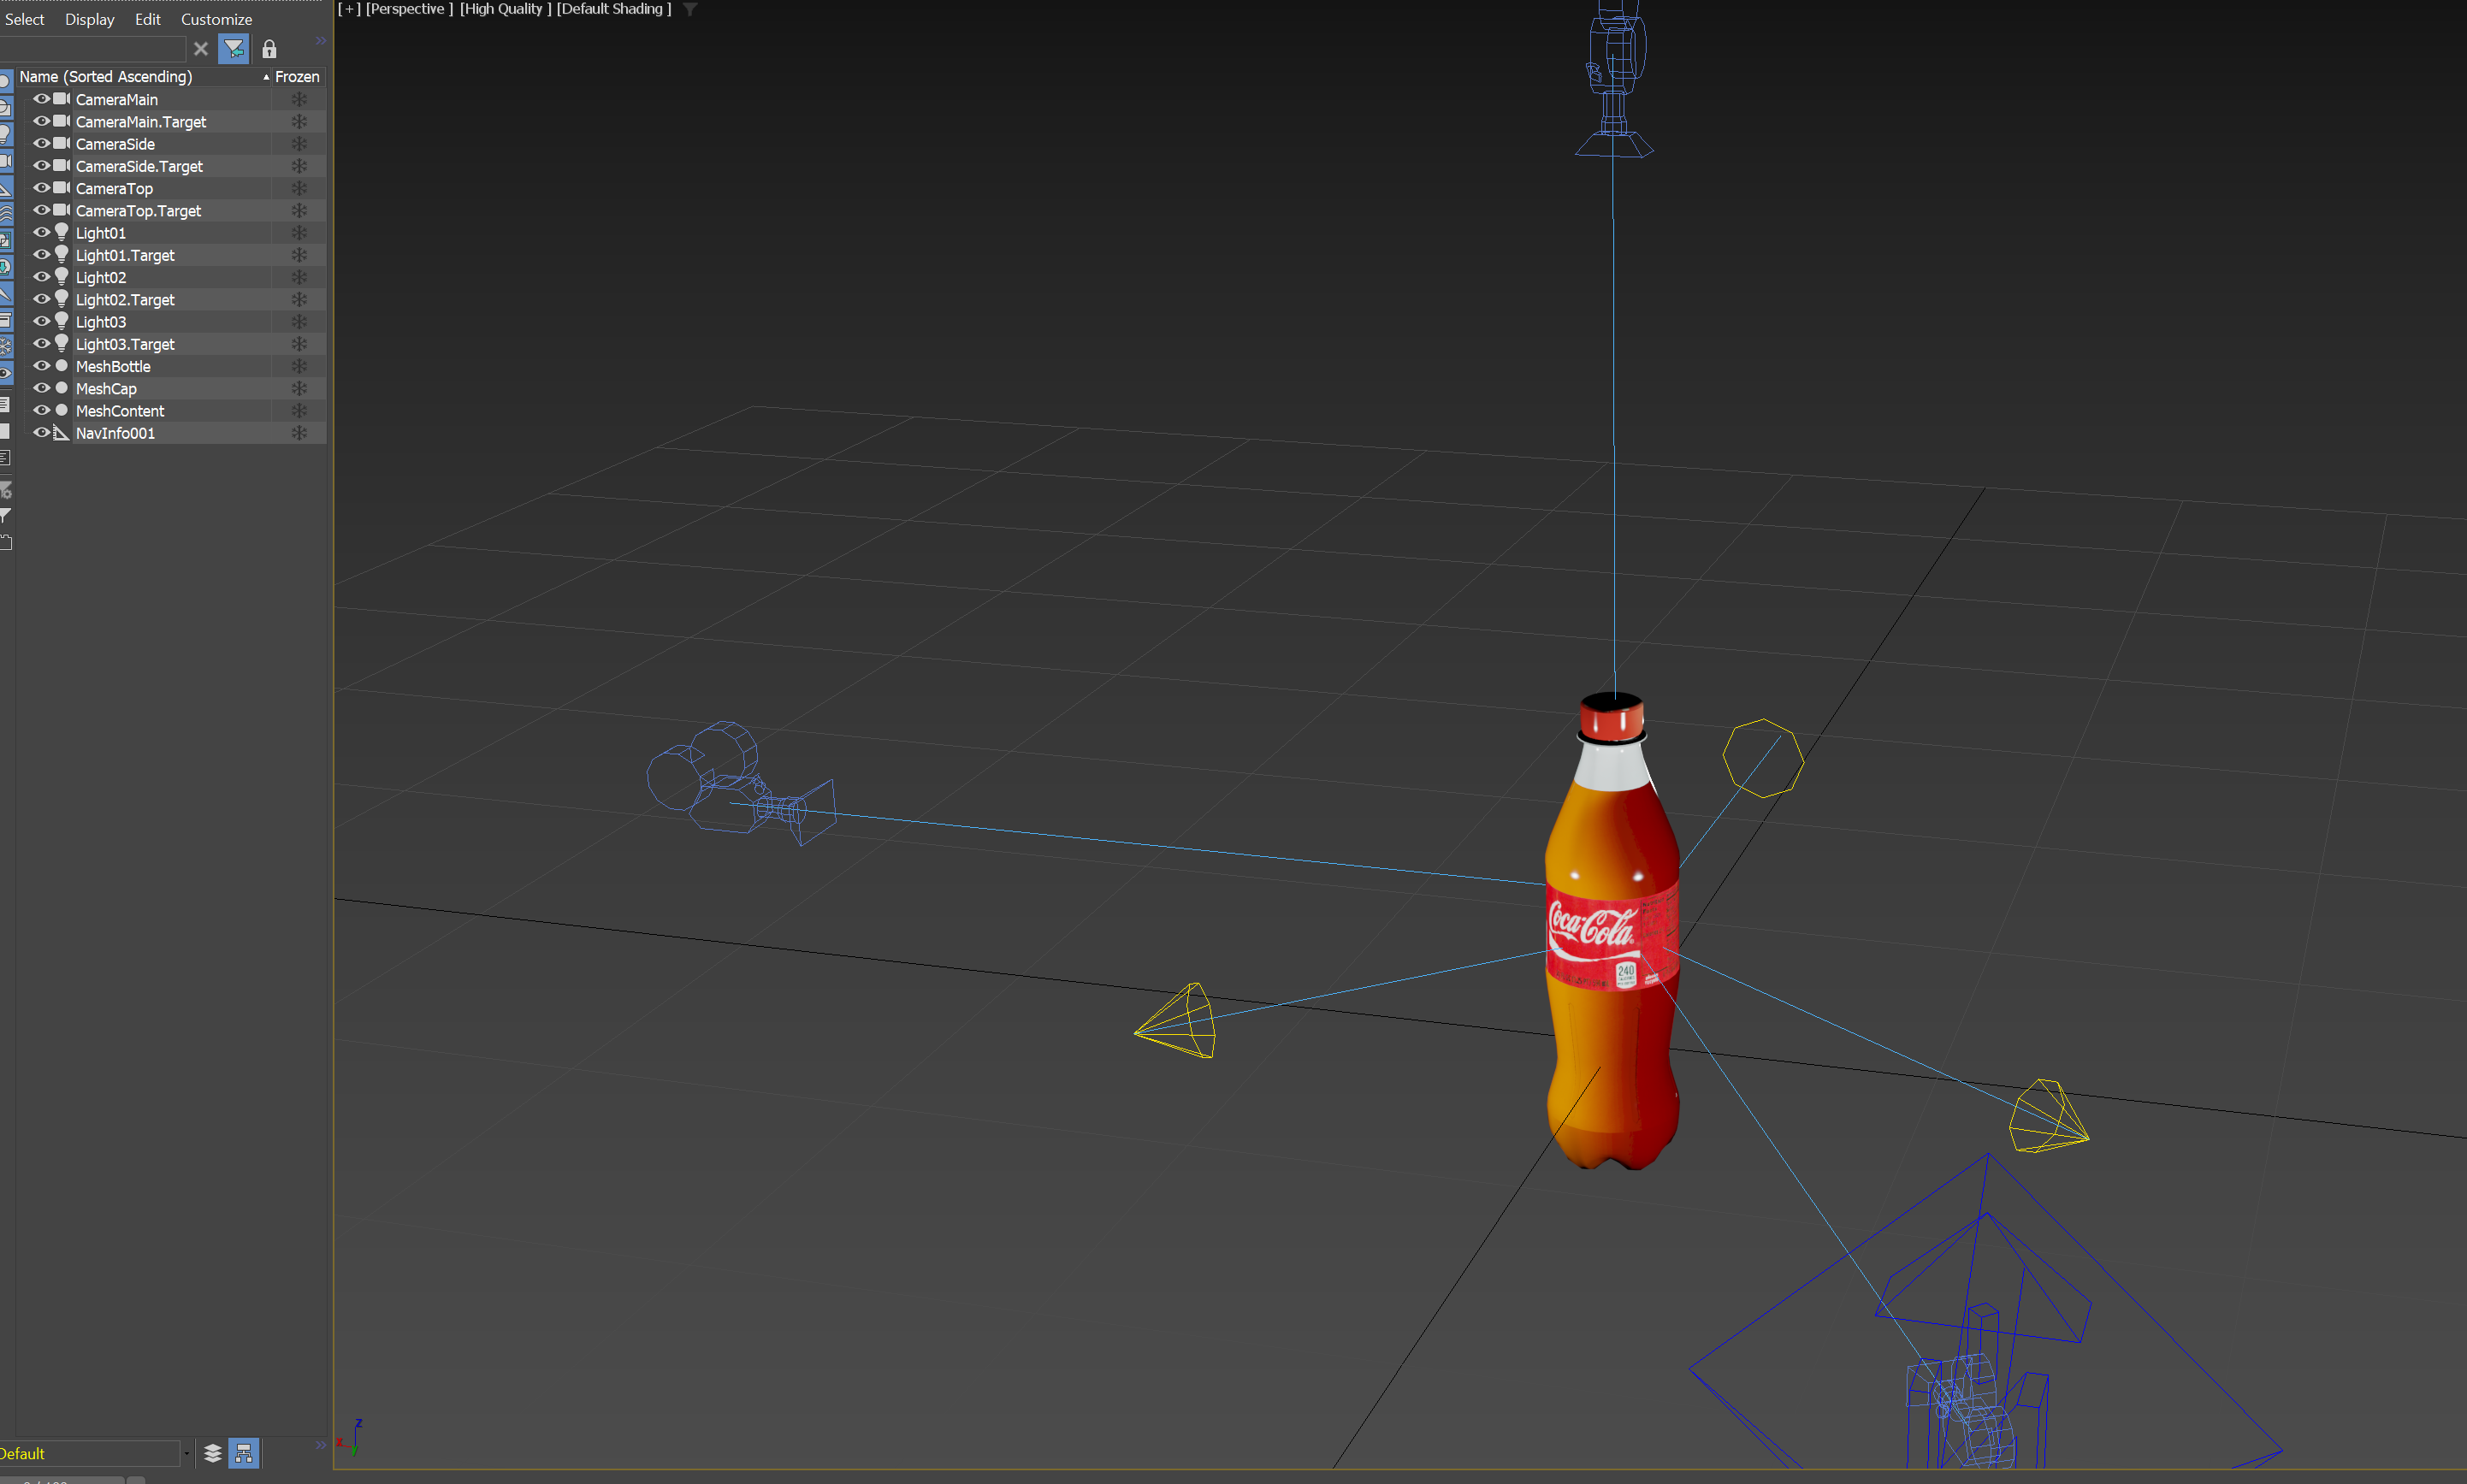 Select Display Edit Customize
[+] [Perspective ] [High Quality ] [Default Shading ]
Name (Sorted Ascending) Frozen
CameraMain
CameraMain.Target
CameraSide
CameraSide.Target
CameraTop
CameraTop.Target
Light01
Light01.Target
Light02
Light02.Target
Light03
Light03.Target
MeshBottle
MeshCap
MeshContent
NavInfo001
Coca-Cola
240
z
x
y
Default